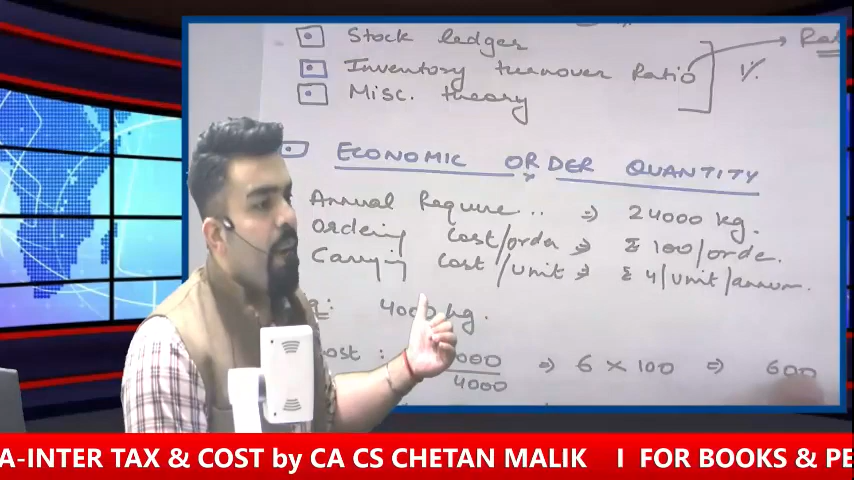 Stock ledger
Inventory turnover Ratio
1%
Misc. theory
ECONOMIC ORDER QUANTITY
Annual Require.. ⇒ 24000 kg.
Ordering cost/order ⇒ ₹ 100/order.
Carrying cost/unit ⇒ ₹ 4/unit/annum.
4000 kg.
ost : 000/4000 ⇒ 6 × 100 ⇒ 600
A-INTER TAX & COST by CA CS CHETAN MALIK I FOR BOOKS & PE